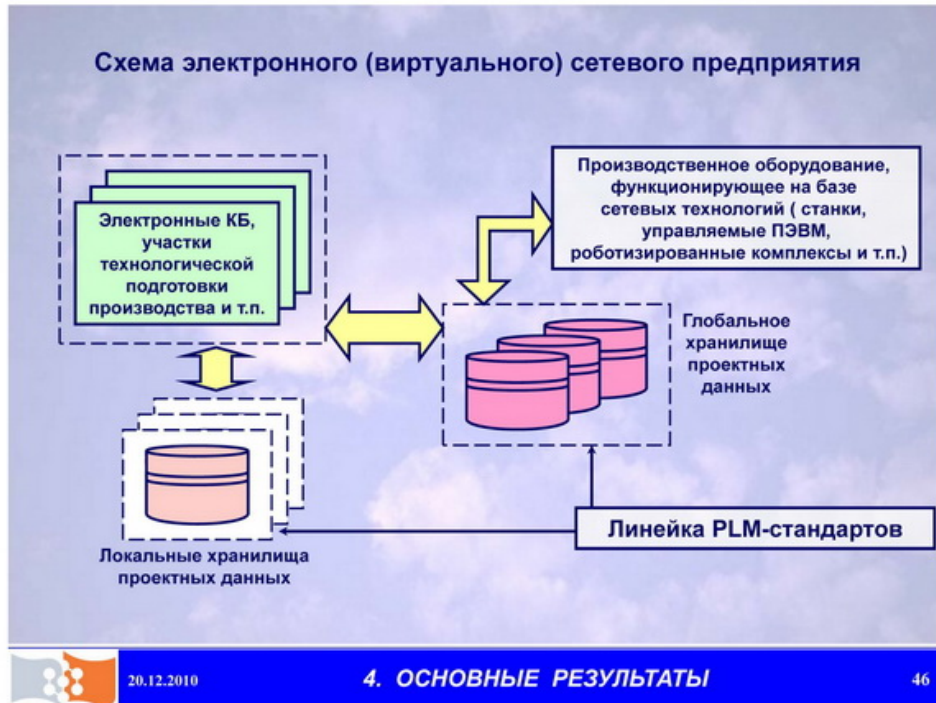 Схема электронного (виртуального) сетевого предприятия
Электронные КБ,
участки
технологической
подготовки
производства и т.п.
Производственное оборудование,
функционирующее на базе
сетевых технологий ( станки,
управляемые ПЭВМ,
роботизированные комплексы и т.п.)
Глобальное
хранилище
проектных
данных
Линейка PLM-стандартов
Локальные хранилища
проектных данных
20.12.2010
4. ОСНОВНЫЕ РЕЗУЛЬТАТЫ
46